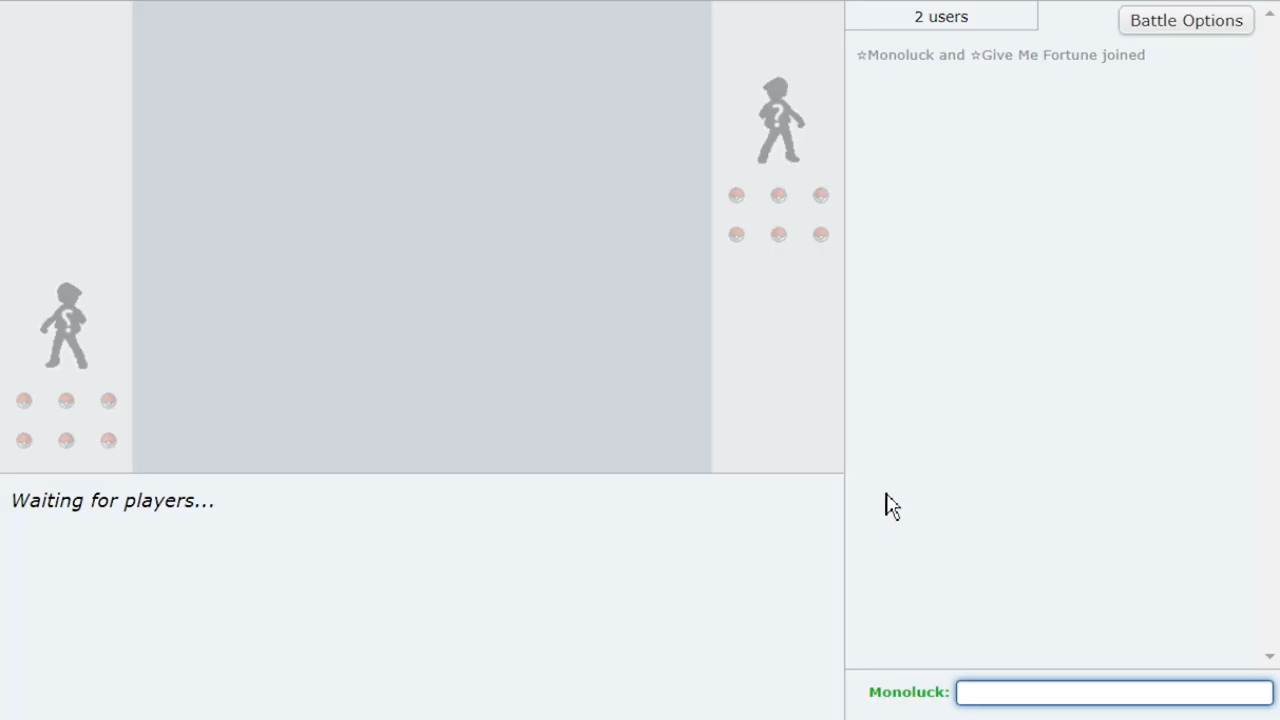 2 users
Battle Options
☆Monoluck and ☆Give Me Fortune joined
?
?
Waiting for players...
Monoluck: